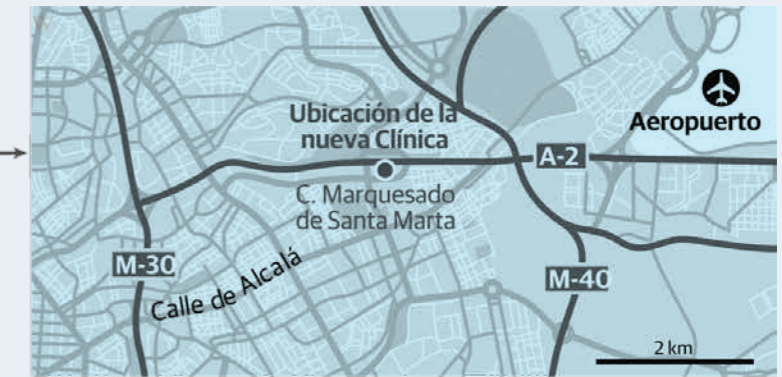 Ubicación de la
nueva Clínica
Aeropuerto
A-2
C. Marquesado
de Santa Marta
M-30
Calle de Alcalá
M-40
2 km